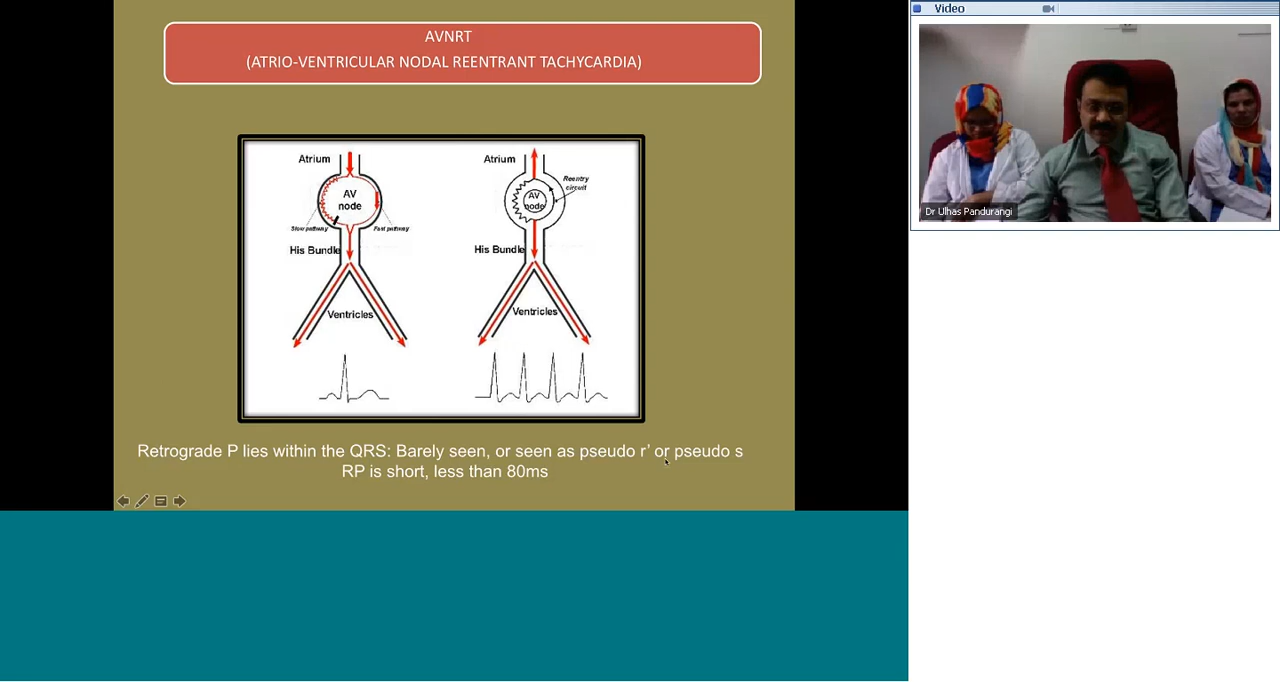 AVNRT
(ATRIO-VENTRICULAR NODAL REENTRANT TACHYCARDIA)
Atrium
AV
node
Slow pathway
Fast pathway
His Bundle
Ventricles
Atrium
Reentry
circuit
AV
node
His Bundle
Ventricles
Retrograde P lies within the QRS: Barely seen, or seen as pseudo r’ or pseudo s
RP is short, less than 80ms
Video
Dr Ulhas Pandurangi